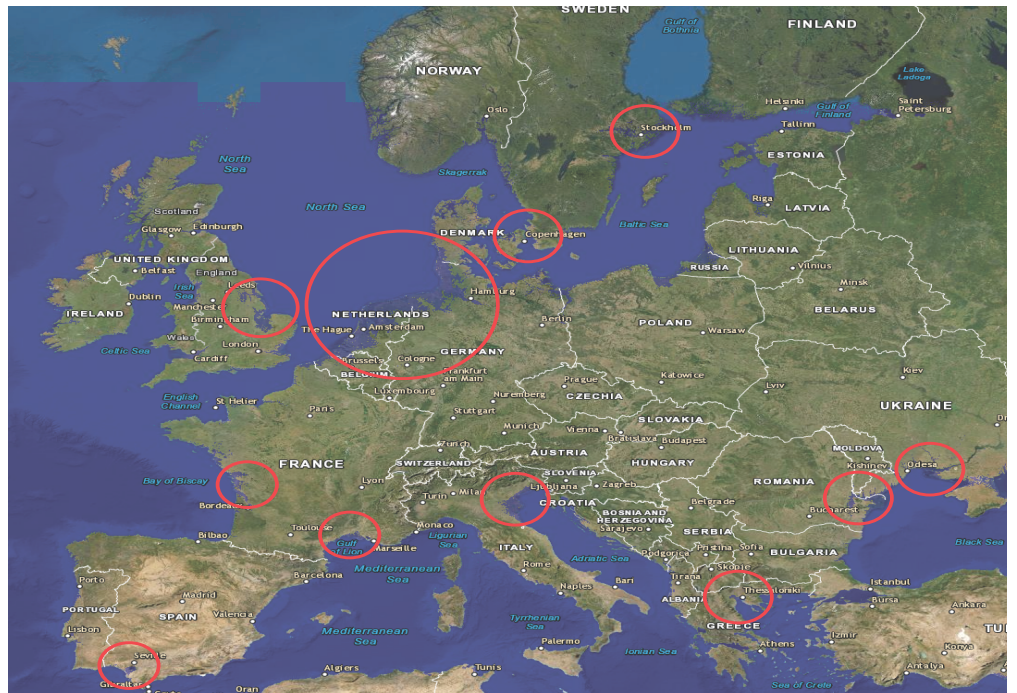 SWEDEN
Gulf of
Bothnia
FINLAND
NORWAY
Lake
Ladoga
Oslo
Helsinki
Gulf of
Finland
Saint
Petersburg
Stockholm
Tallinn
ESTONIA
North
Sea
Skagerrak
Riga
LATVIA
North Sea
Scotland
Glasgow
Edinburgh
DENMARK
Copenhagen
Baltic Sea
LITHUANIA
UNITED KINGDOM
Belfast
England
Leeds
RUSSIA
Vilnius
Minsk
Irish
Sea
Dublin
Manchester
Hamburg
IRELAND
Birmingham
NETHERLANDS
The Hague
Amsterdam
Berlin
POLAND
Warsaw
BELARUS
Wales
London
Celtic Sea
Cardiff
Brussels
BELGIUM
Cologne
GERMANY
Frankfurt
am Main
Luxembourg
Prague
CZECHIA
Katowice
Lviv
Kiev
English
Channel
St Helier
Paris
Nuremberg
Stuttgart
UKRAINE
Munich
Vienna
SLOVAKIA
Bratislava
Budapest
Zurich
AUSTRIA
MOLDOVA
Kishinev
Odesa
FRANCE
SWITZERLAND
SLOVENIA
HUNGARY
Bay of Biscay
Lyon
Milan
Turin
Ljubljana
Zagreb
CROATIA
ROMANIA
Bordeaux
Belgrade
Bucharest
BOSNIA AND
HERZEGOVINA
Sarajevo
SERBIA
Toulouse
Monaco
Ligurian
Sea
Bilbao
Gulf
of Lion
Marseille
ITALY
Adriatic Sea
Podgorica
Pristina
Sofia
BULGARIA
Black Sea
Skopje
Mediterranean
Sea
Rome
Barcelona
Tirana
ALBANIA
Porto
Madrid
Naples
Bari
Thessaloniki
Istanbul
Bursa
Ankara
PORTUGAL
SPAIN
Valencia
Lisbon
Mediterranean
Sea
Tyrrhenian
Sea
GREECE
Izmir
Palermo
Ionian Sea
Athens
Konya
Seville
Algiers
Tunis
Antalya
Gibraltar
Oran
Sea of Crete